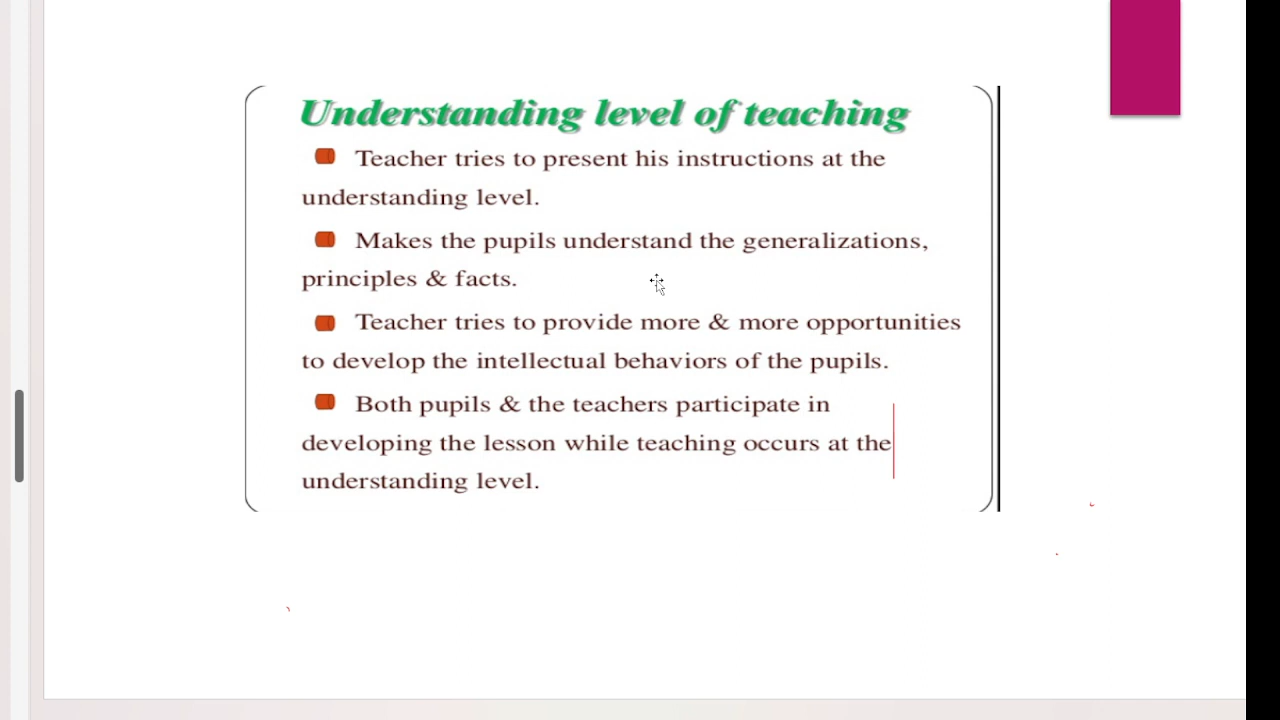 Understanding level of teaching
Teacher tries to present his instructions at the
understanding level.
Makes the pupils understand the generalizations,
principles & facts.
Teacher tries to provide more & more opportunities
to develop the intellectual behaviors of the pupils.
Both pupils & the teachers participate in
developing the lesson while teaching occurs at the
understanding level.